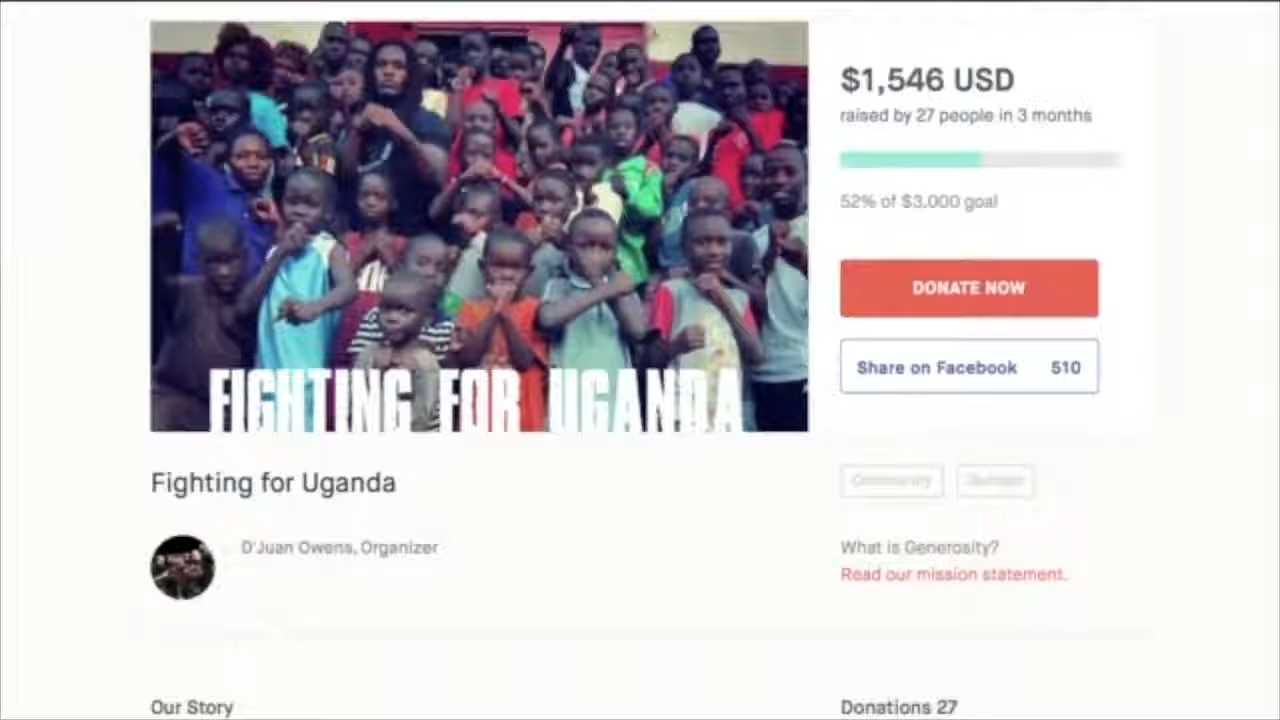 $1,546 USD
raised by 27 people in 3 months
52% of $3,000 goal
DONATE NOW
Share on Facebook 510
FIGHTING FOR UGANDA
Fighting for Uganda
Community
D'Juan Owens, Organizer
What is Generosity?
Read our mission statement.
Our Story
Donations 27